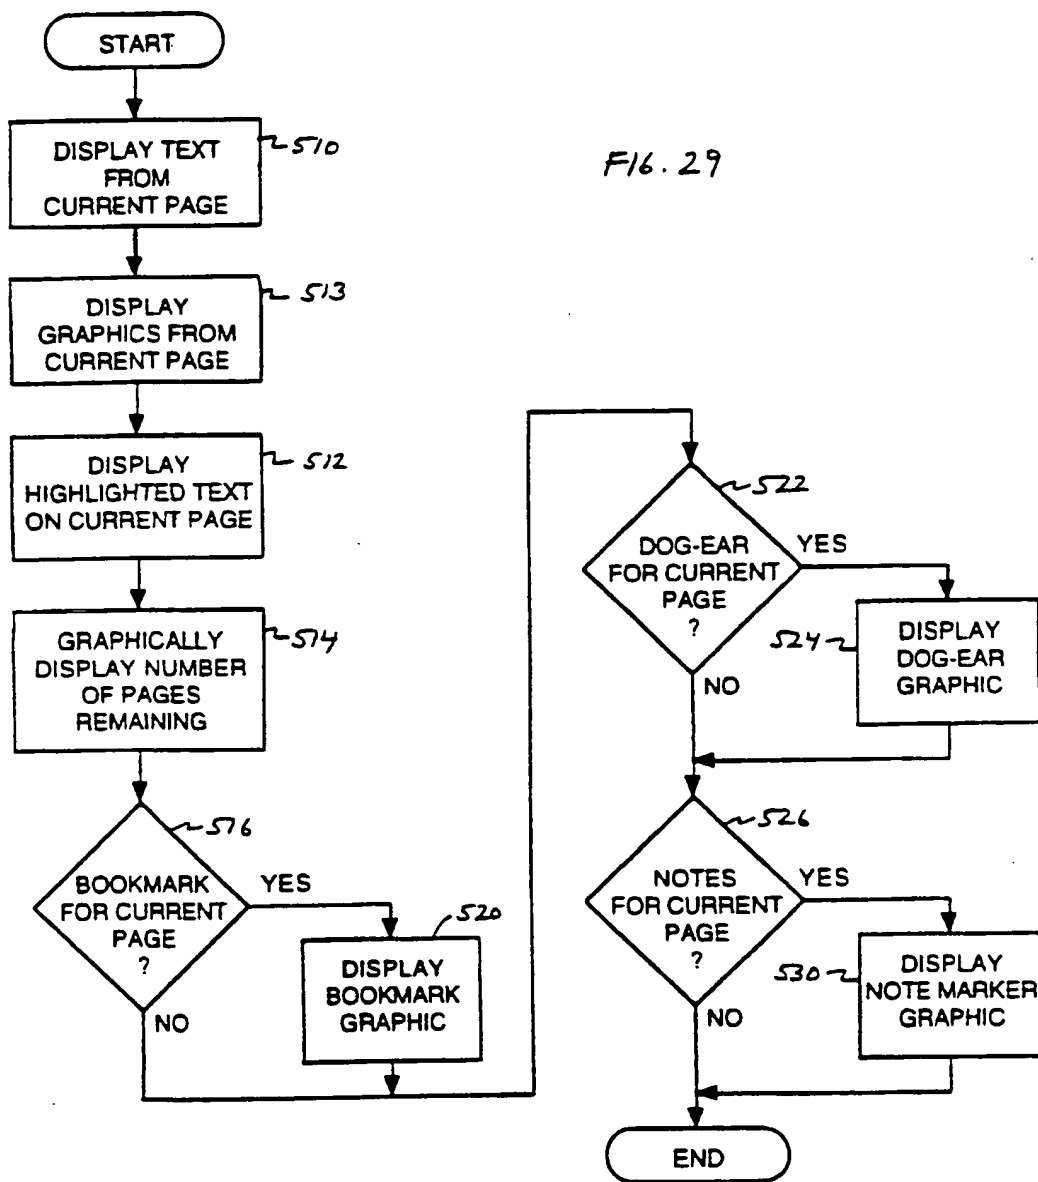 START
DISPLAY TEXT
FROM
CURRENT PAGE
510
FIG. 29
DISPLAY
GRAPHICS FROM
CURRENT PAGE
513
DISPLAY
HIGHLIGHTED TEXT
ON CURRENT PAGE
512
GRAPHICALLY
DISPLAY NUMBER
OF PAGES
REMAINING
514
BOOKMARK
FOR CURRENT
PAGE
?
516
YES
NO
DISPLAY
BOOKMARK
GRAPHIC
520
DOG-EAR
FOR CURRENT
PAGE
?
522
YES
NO
DISPLAY
DOG-EAR
GRAPHIC
524
NOTES
FOR CURRENT
PAGE
?
526
YES
NO
DISPLAY
NOTE MARKER
GRAPHIC
530
END